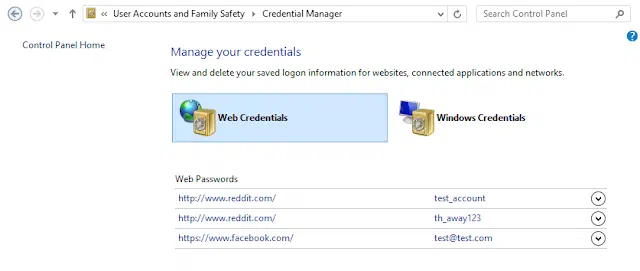 « User Accounts and Family Safety › Credential Manager
Search Control Panel
?
Control Panel Home
Manage your credentials
View and delete your saved logon information for websites, connected applications and networks.
Web Credentials
Windows Credentials
Web Passwords
http://www.reddit.com/ test_account
http://www.reddit.com/ th_away123
https://www.facebook.com/ test@test.com